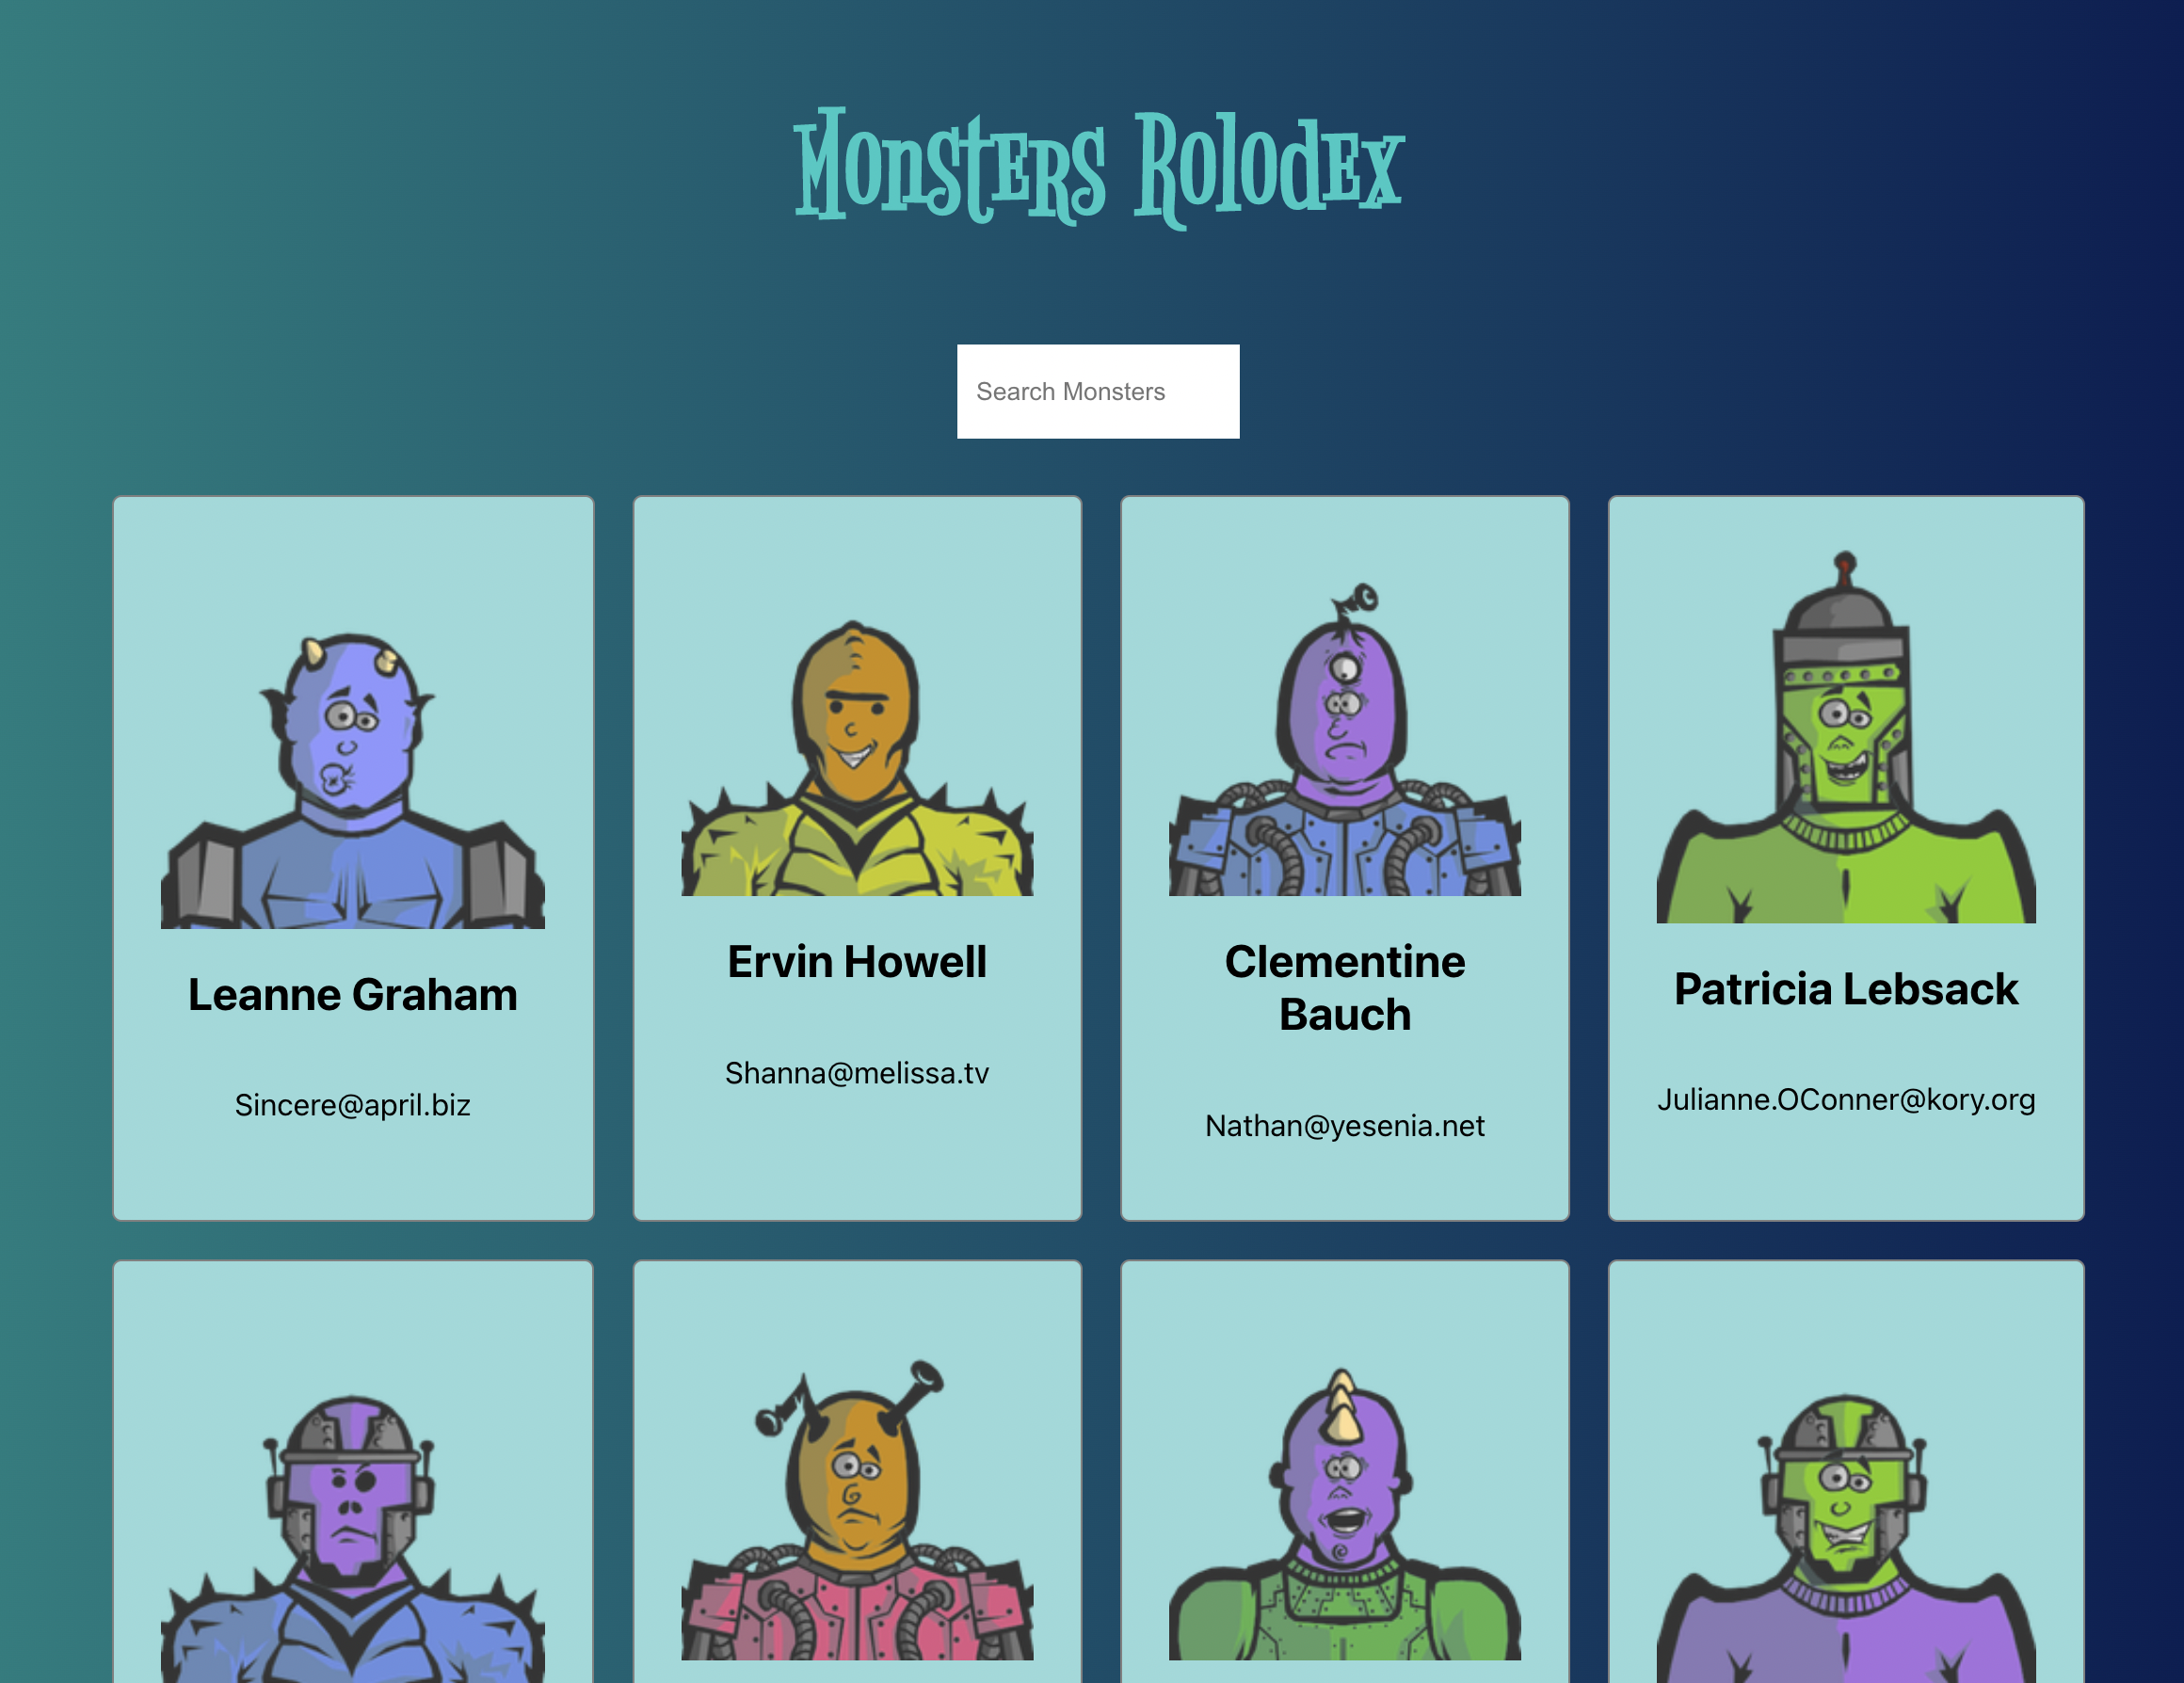 Monsters Rolodex
Search Monsters
Leanne Graham
Sincere@april.biz
Ervin Howell
Shanna@melissa.tv
Clementine
Bauch
Nathan@yesenia.net
Patricia Lebsack
Julianne.OConner@kory.org